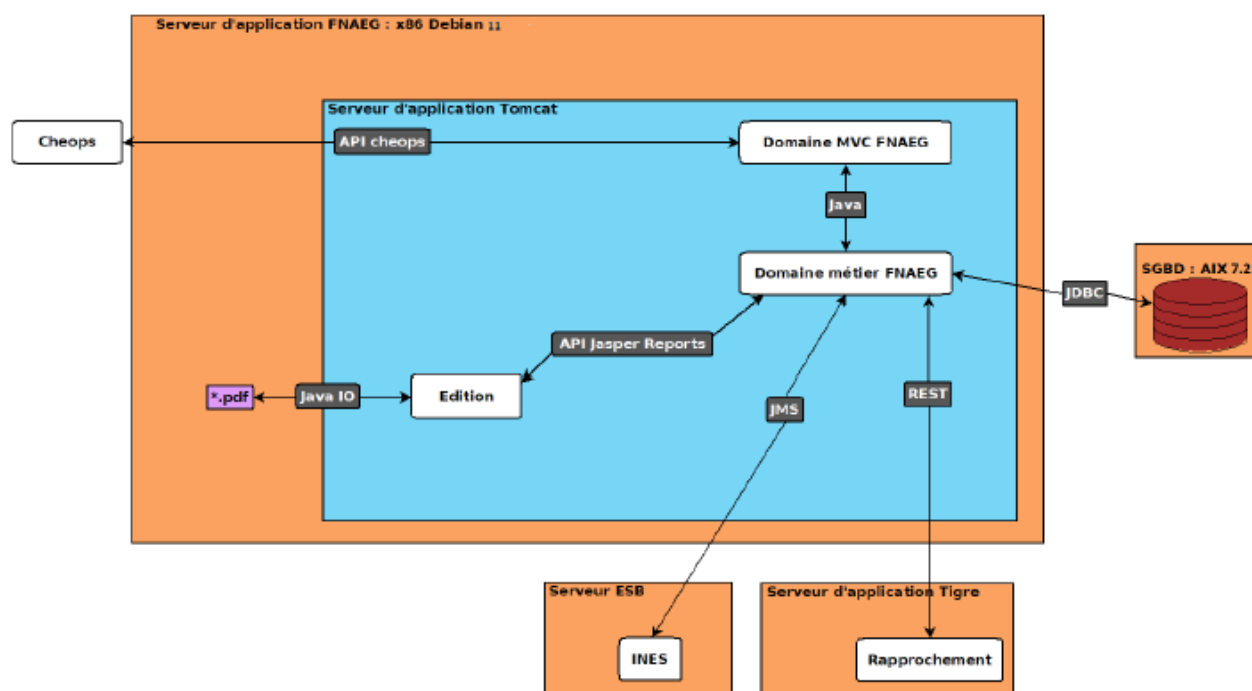 Serveur d'application FNAEG : x86 Debian 11
Serveur d'application Tomcat
Cheops
API cheops
Domaine MVC FNAEG
Java
Domaine métier FNAEG
SGBD : AIX 7.2
JDBC
API Jasper Reports
*.pdf
Java IO
Edition
REST
JMS
Serveur ESB
Serveur d'application Tigre
INES
Rapprochement